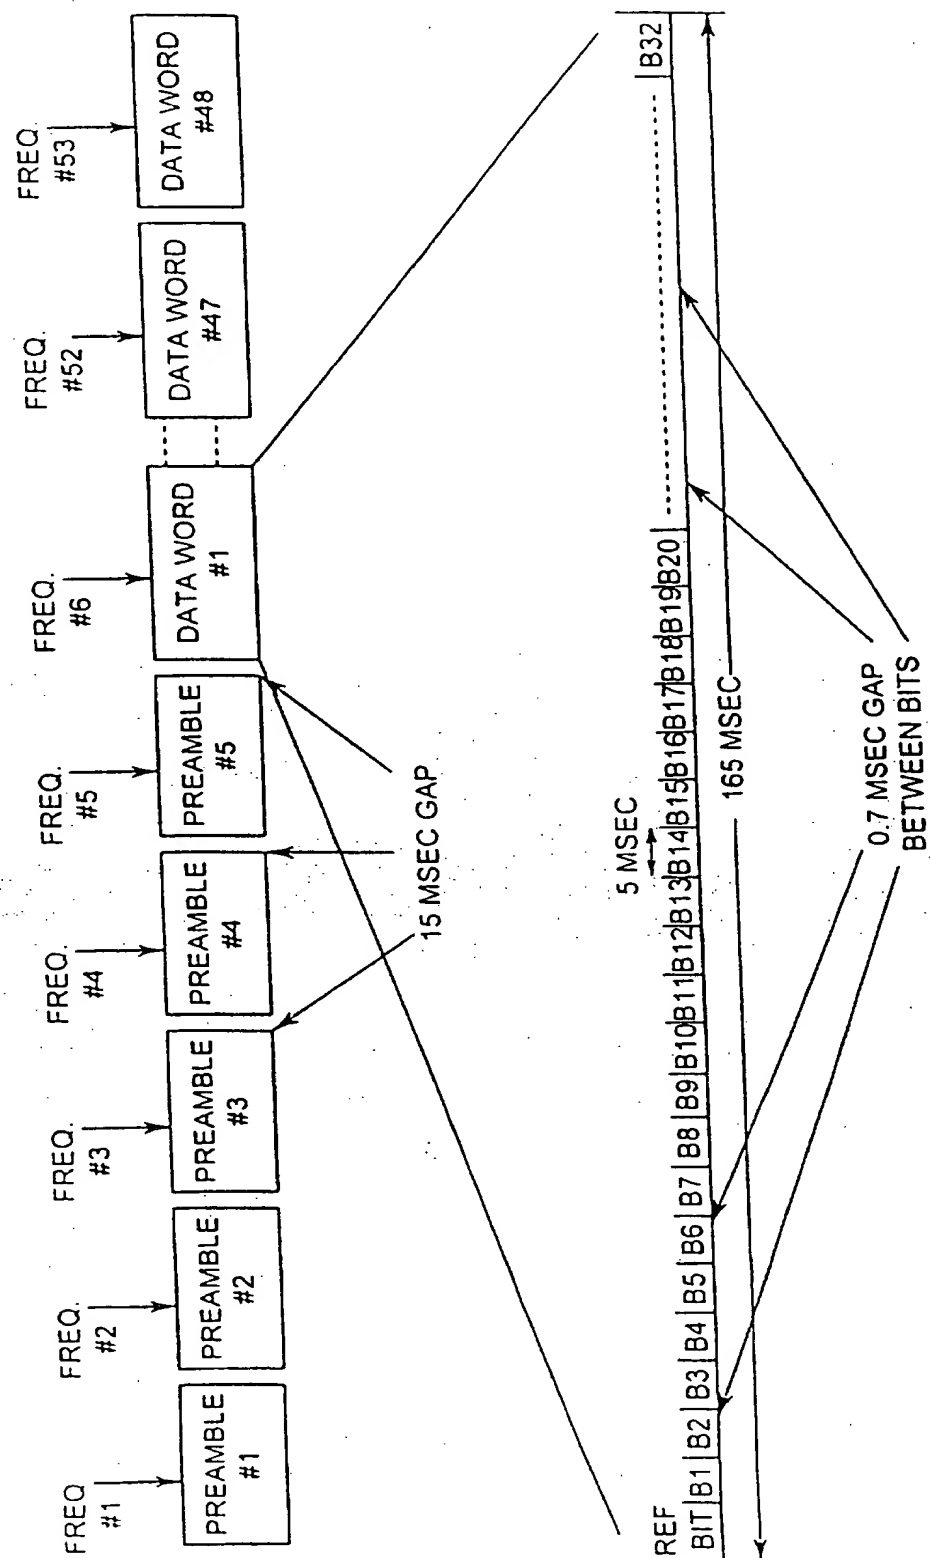 FREQ
#1
FREQ.
#2
FREQ.
#3
FREQ.
#4
FREQ.
#5
FREQ.
#6
FREQ.
#52
FREQ.
#53
PREAMBLE
#1
PREAMBLE
#2
PREAMBLE
#3
PREAMBLE
#4
PREAMBLE
#5
DATA WORD
#1
DATA WORD
#47
DATA WORD
#48
15 MSEC GAP
5 MSEC
REF
BIT B1 B2 B3 B4 B5 B6 B7 B8 B9 B10 B11 B12 B13 B14 B15 B16 B17 B18 B19 B20 B32
165 MSEC
0.7 MSEC GAP
BETWEEN BITS